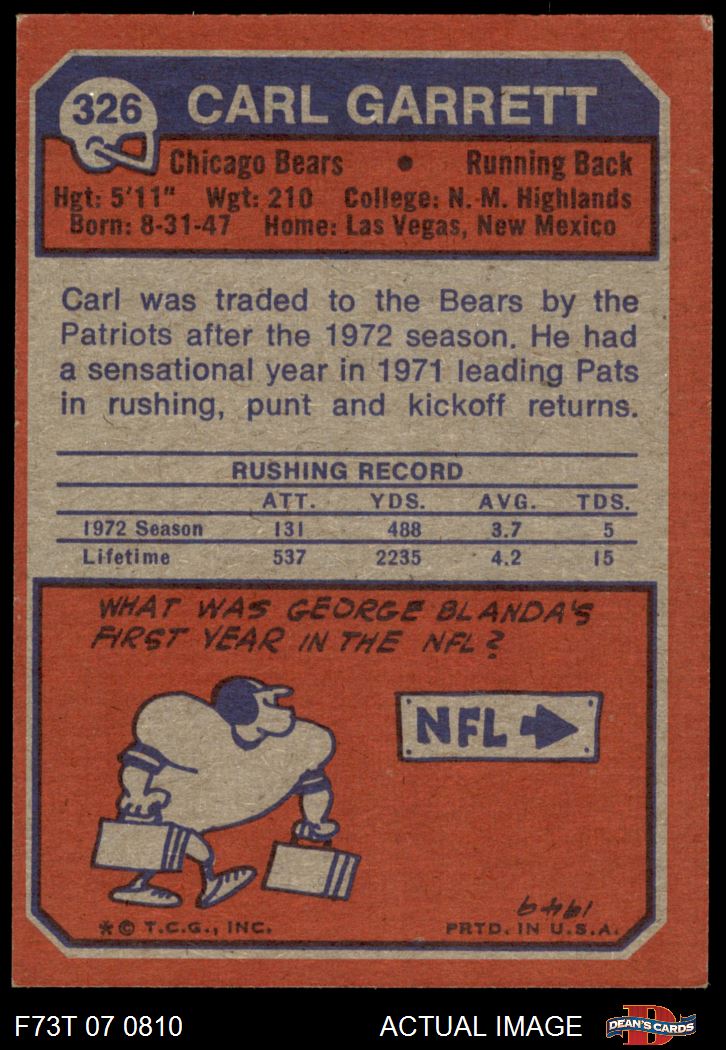 326
CARL GARRETT
Chicago Bears • Running Back
Hgt: 5'11" Wgt: 210 College: N. M. Highlands
Born: 8-31-47 Home: Las Vegas, New Mexico
Carl was traded to the Bears by the
Patriots after the 1972 season. He had
a sensational year in 1971 leading Pats
in rushing, punt and kickoff returns.
RUSHING RECORD
ATT. YDS. AVG. TDS.
1972 Season 131 488 3.7 5
Lifetime 537 2235 4.2 15
WHAT WAS GEORGE BLANDA'S
FIRST YEAR IN THE NFL?
NFL
1949
*© T.C.G., INC. PRTD. IN U.S.A.
F73T 07 0810 ACTUAL IMAGE
D
DEAN'S CARDS